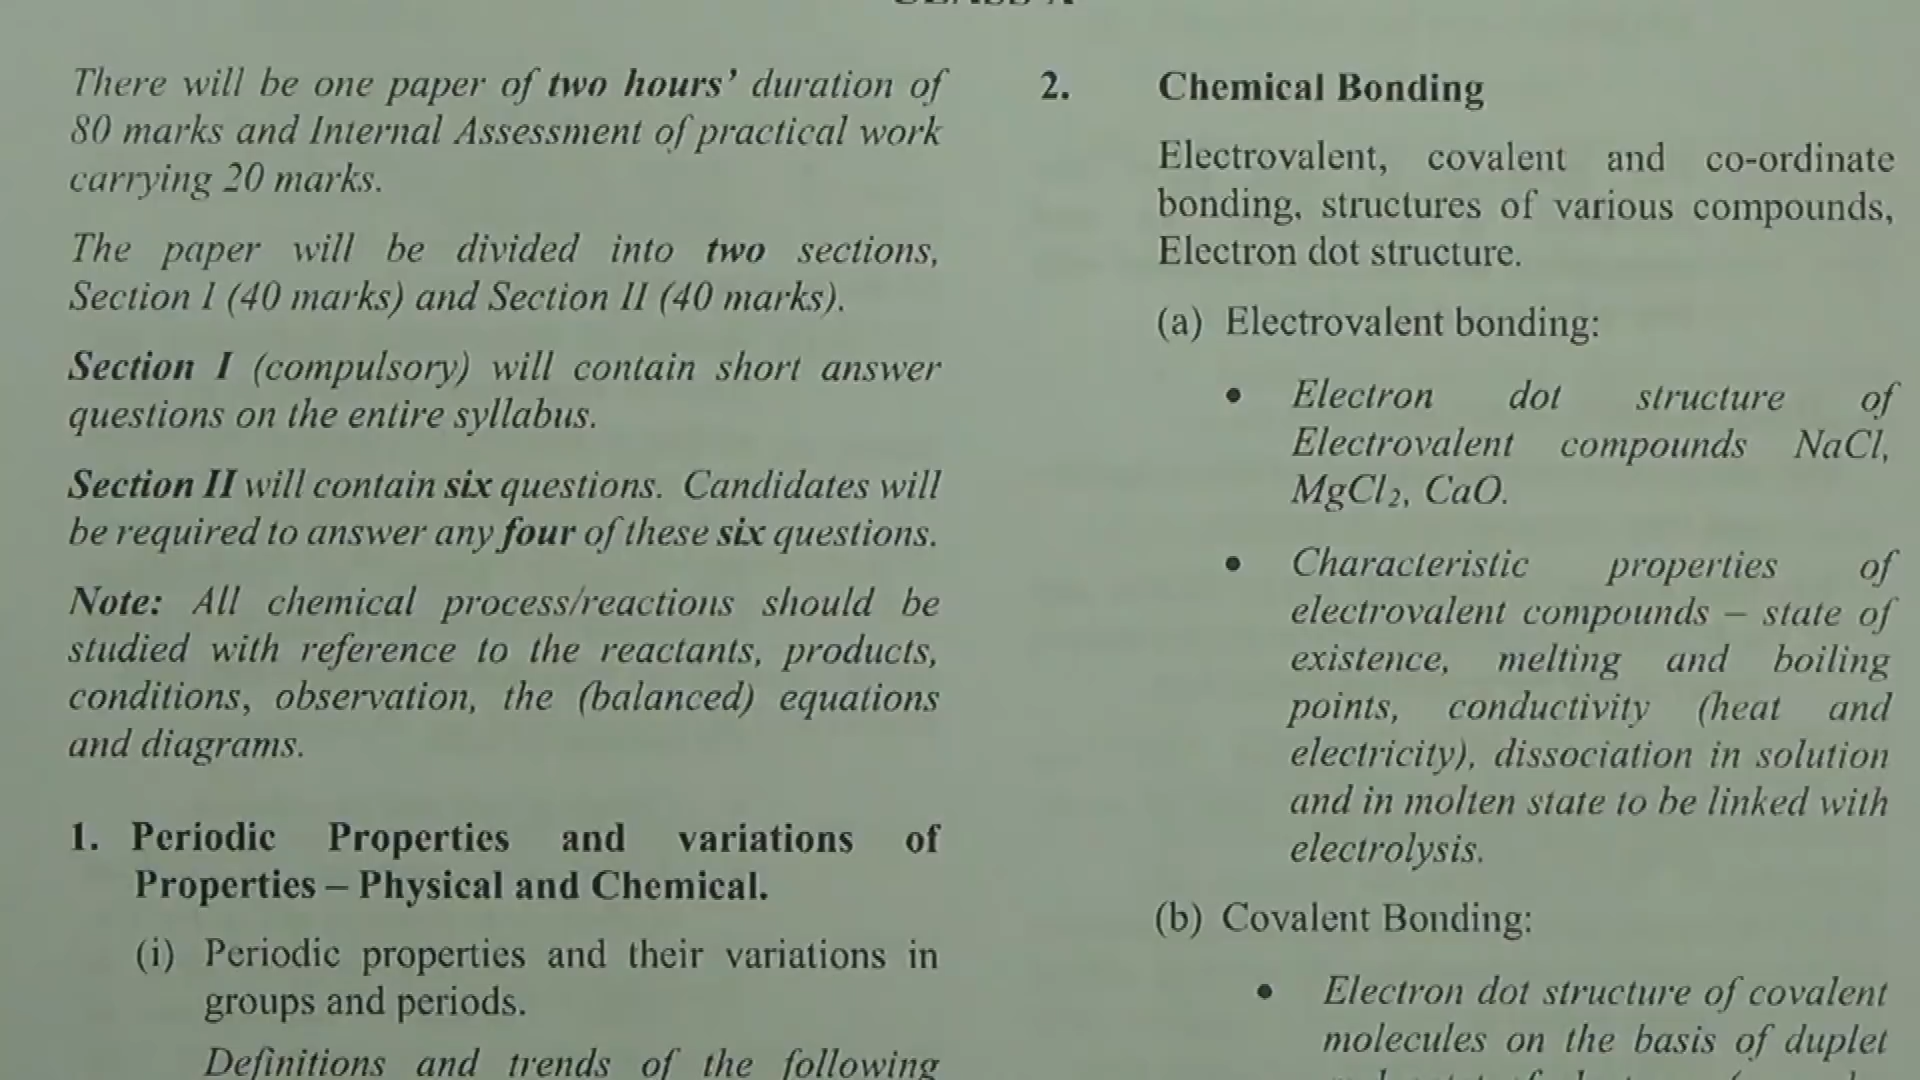 There will be one paper of two hours’ duration of
80 marks and Internal Assessment of practical work
carrying 20 marks.
The paper will be divided into two sections,
Section I (40 marks) and Section II (40 marks).
Section I (compulsory) will contain short answer
questions on the entire syllabus.
Section II will contain six questions. Candidates will
be required to answer any four of these six questions.
Note: All chemical process/reactions should be
studied with reference to the reactants, products,
conditions, observation, the (balanced) equations
and diagrams.
1. Periodic Properties and variations of
Properties – Physical and Chemical.
(i) Periodic properties and their variations in
groups and periods.
Definitions and trends of the following
2. Chemical Bonding
Electrovalent, covalent and co-ordinate
bonding, structures of various compounds,
Electron dot structure.
(a) Electrovalent bonding:
• Electron dot structure of
Electrovalent compounds NaCl,
MgCl₂, CaO.
• Characteristic properties of
electrovalent compounds – state of
existence, melting and boiling
points, conductivity (heat and
electricity), dissociation in solution
and in molten state to be linked with
electrolysis.
(b) Covalent Bonding:
• Electron dot structure of covalent
molecules on the basis of duplet